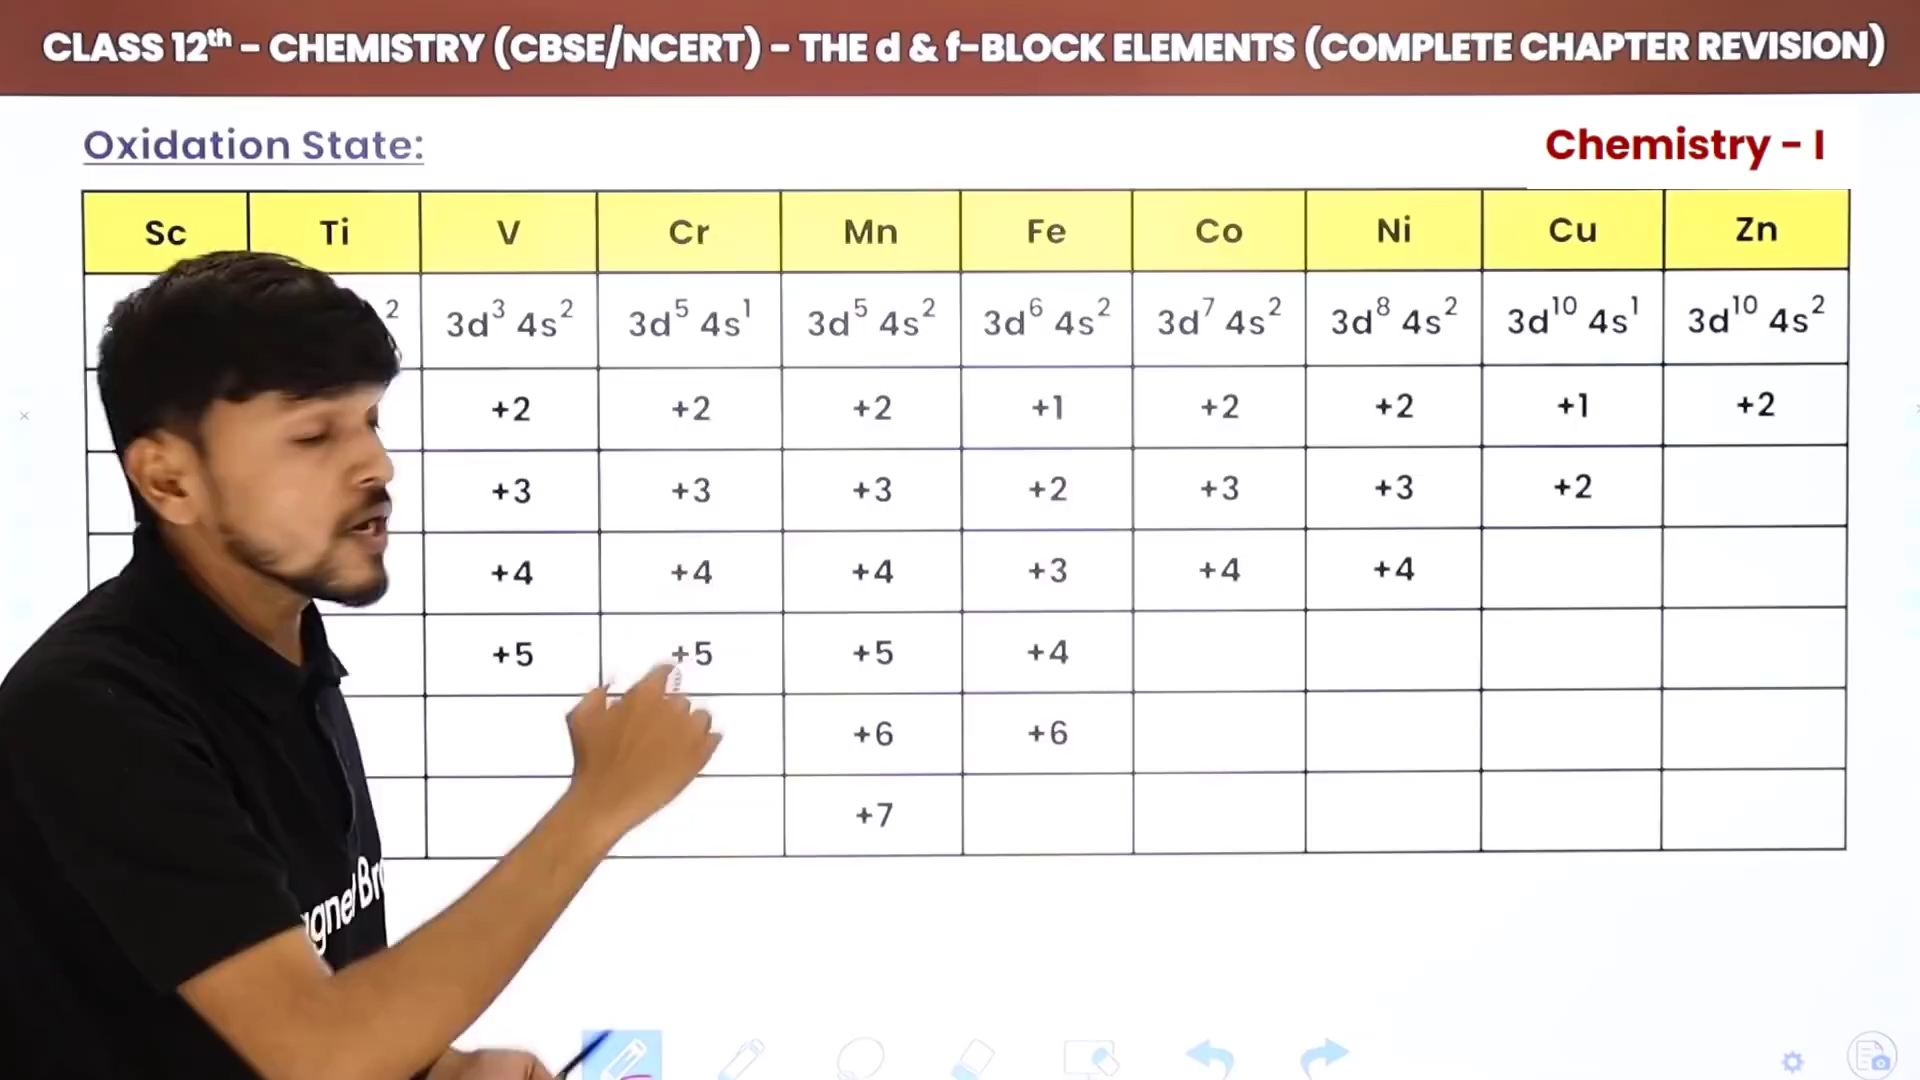 CLASS 12th - CHEMISTRY (CBSE/NCERT) - THE d & f-BLOCK ELEMENTS (COMPLETE CHAPTER REVISION)
Oxidation State:
Chemistry - I
Sc Ti V Cr Mn Fe Co Ni Cu Zn
2 3d³ 4s² 3d⁵ 4s¹ 3d⁵ 4s² 3d⁶ 4s² 3d⁷ 4s² 3d⁸ 4s² 3d¹⁰ 4s¹ 3d¹⁰ 4s²
+2 +2 +2 +1 +2 +2 +1 +2
+3 +3 +3 +2 +3 +3 +2
+4 +4 +4 +3 +4 +4
+5 +5 +5 +4
+6 +6
+7